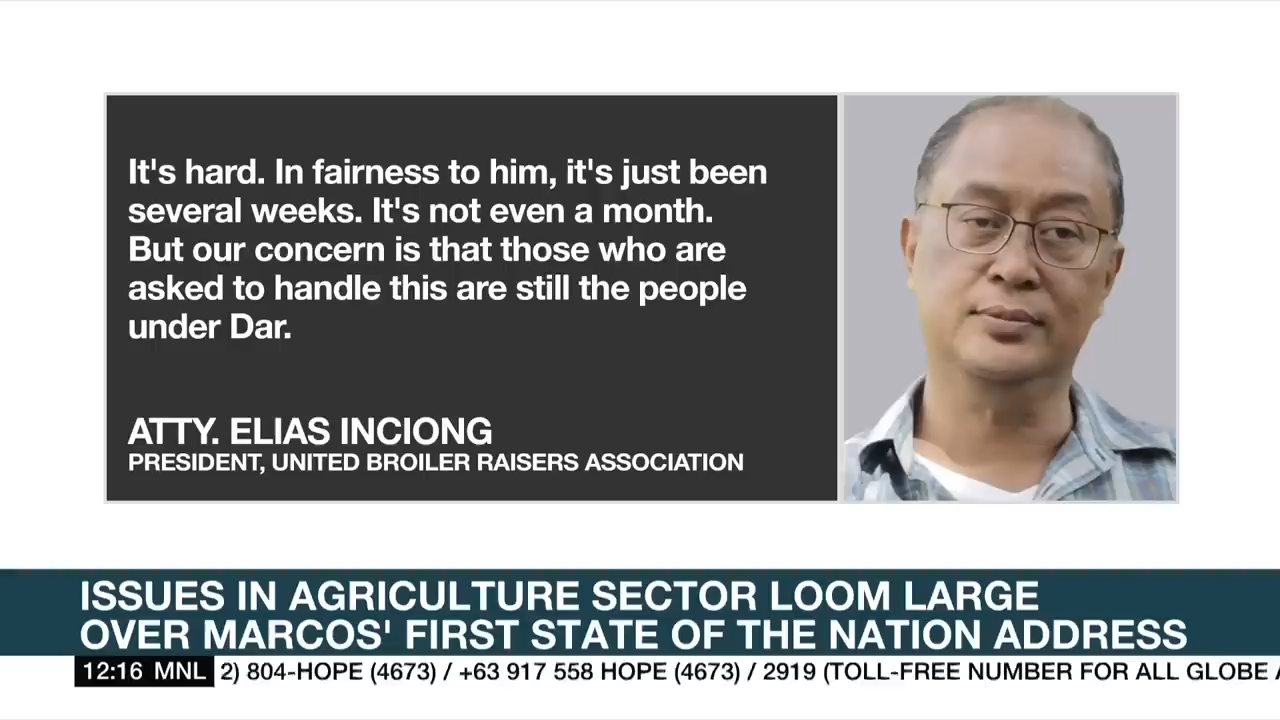 It's hard. In fairness to him, it's just been
several weeks. It's not even a month.
But our concern is that those who are
asked to handle this are still the people
under Dar.
ATTY. ELIAS INCIONG
PRESIDENT, UNITED BROILER RAISERS ASSOCIATION
ISSUES IN AGRICULTURE SECTOR LOOM LARGE
OVER MARCOS' FIRST STATE OF THE NATION ADDRESS
12:16 MNL 2) 804-HOPE (4673) / +63 917 558 HOPE (4673) / 2919 (TOLL-FREE NUMBER FOR ALL GLOBE